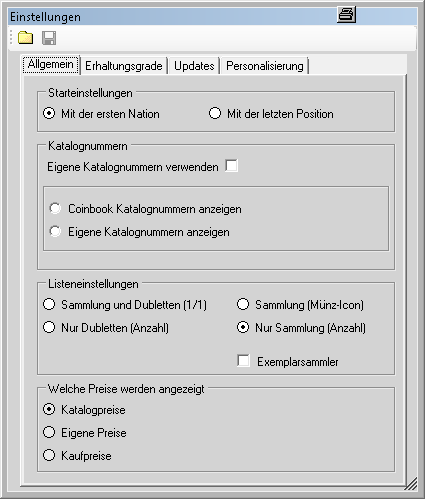 Einstellungen
Allgemein Erhaltungsgrade Updates Personalisierung
Starteinstellungen
Mit der ersten Nation Mit der letzten Position
Katalognummern
Eigene Katalognummern verwenden
Coinbook Katalognummern anzeigen
Eigene Katalognummern anzeigen
Listeneinstellungen
Sammlung und Dubletten (1/1) Sammlung (Münz-Icon)
Nur Dubletten (Anzahl) Nur Sammlung (Anzahl)
Exemplarsammler
Welche Preise werden angezeigt
Katalogpreise
Eigene Preise
Kaufpreise